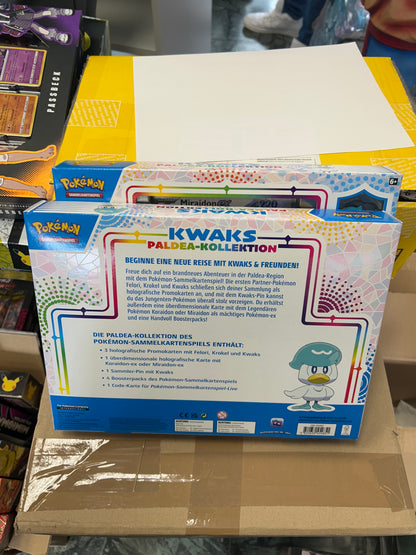 PASSBECK
POKÉMON
SAMMELKARTENSPIEL
Miraidon ex
220
6+
POKÉMON
SAMMELKARTENSPIEL
KWAKS
PALDEA-KOLLEKTION
BEGINNE EINE NEUE REISE MIT KWAKS & FREUNDEN!
Freue dich auf ein brandneues Abenteuer in der Paldea-Region
mit dem Pokémon-Sammelkartenspiel! Die ersten Partner-Pokémon
Felori, Krokel und Kwaks schließen sich deiner Sammlung als
holografische Promokarten an, und mit dem Kwaks-Pin kannst
du das Jungenten-Pokémon überall stolz vorzeigen. Du erhältst
außerdem eine überdimensionale Karte mit dem Legendären
Pokémon Koraidon oder Miraidon als mächtiges Pokémon-ex
und eine Handvoll Boosterpacks!
DIE PALDEA-KOLLEKTION DES
POKÉMON-SAMMELKARTENSPIELS ENTHÄLT:
• 3 holografische Promokarten mit Felori, Krokel und Kwaks
• 1 überdimensionale holografische Karte mit
Koraidon-ex oder Miraidon-ex
• 1 Sammler-Pin mit Kwaks
• 4 Boosterpacks des Pokémon-Sammelkartenspiels
• 1 Code-Karte für Pokémon-Sammelkartenspiel-Live